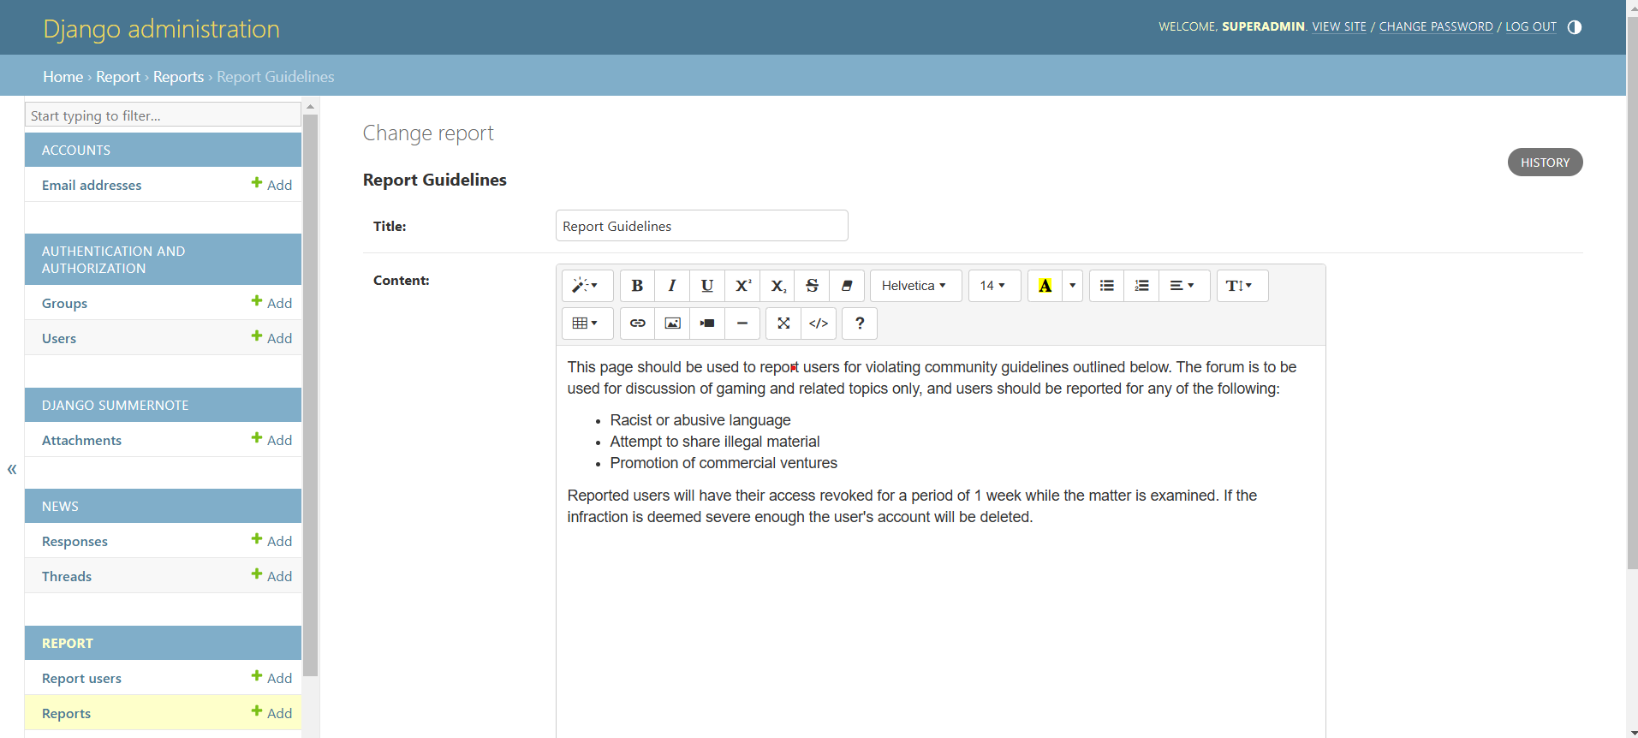 Django administration
WELCOME, SUPERADMIN. VIEW SITE / CHANGE PASSWORD / LOG OUT
Home › Report › Reports › Report Guidelines
Start typing to filter...
ACCOUNTS
Email addresses Add
AUTHENTICATION AND
AUTHORIZATION
Groups Add
Users Add
DJANGO SUMMERNOTE
Attachments Add
«
NEWS
Responses Add
Threads Add
REPORT
Report users Add
Reports Add
Change report
HISTORY
Report Guidelines
Title: Report Guidelines
Content:
B I U X² X₂ S Helvetica 14 A T
</> ?
This page should be used to report users for violating community guidelines outlined below. The forum is to be
used for discussion of gaming and related topics only, and users should be reported for any of the following:
• Racist or abusive language
• Attempt to share illegal material
• Promotion of commercial ventures
Reported users will have their access revoked for a period of 1 week while the matter is examined. If the
infraction is deemed severe enough the user's account will be deleted.